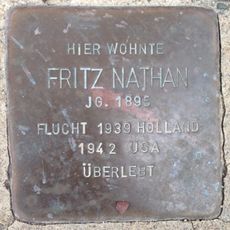 HIER WOHNTE
FRITZ NATHAN
JG. 1895
FLUCHT 1939 HOLLAND
1942 USA
ÜBERLEBT